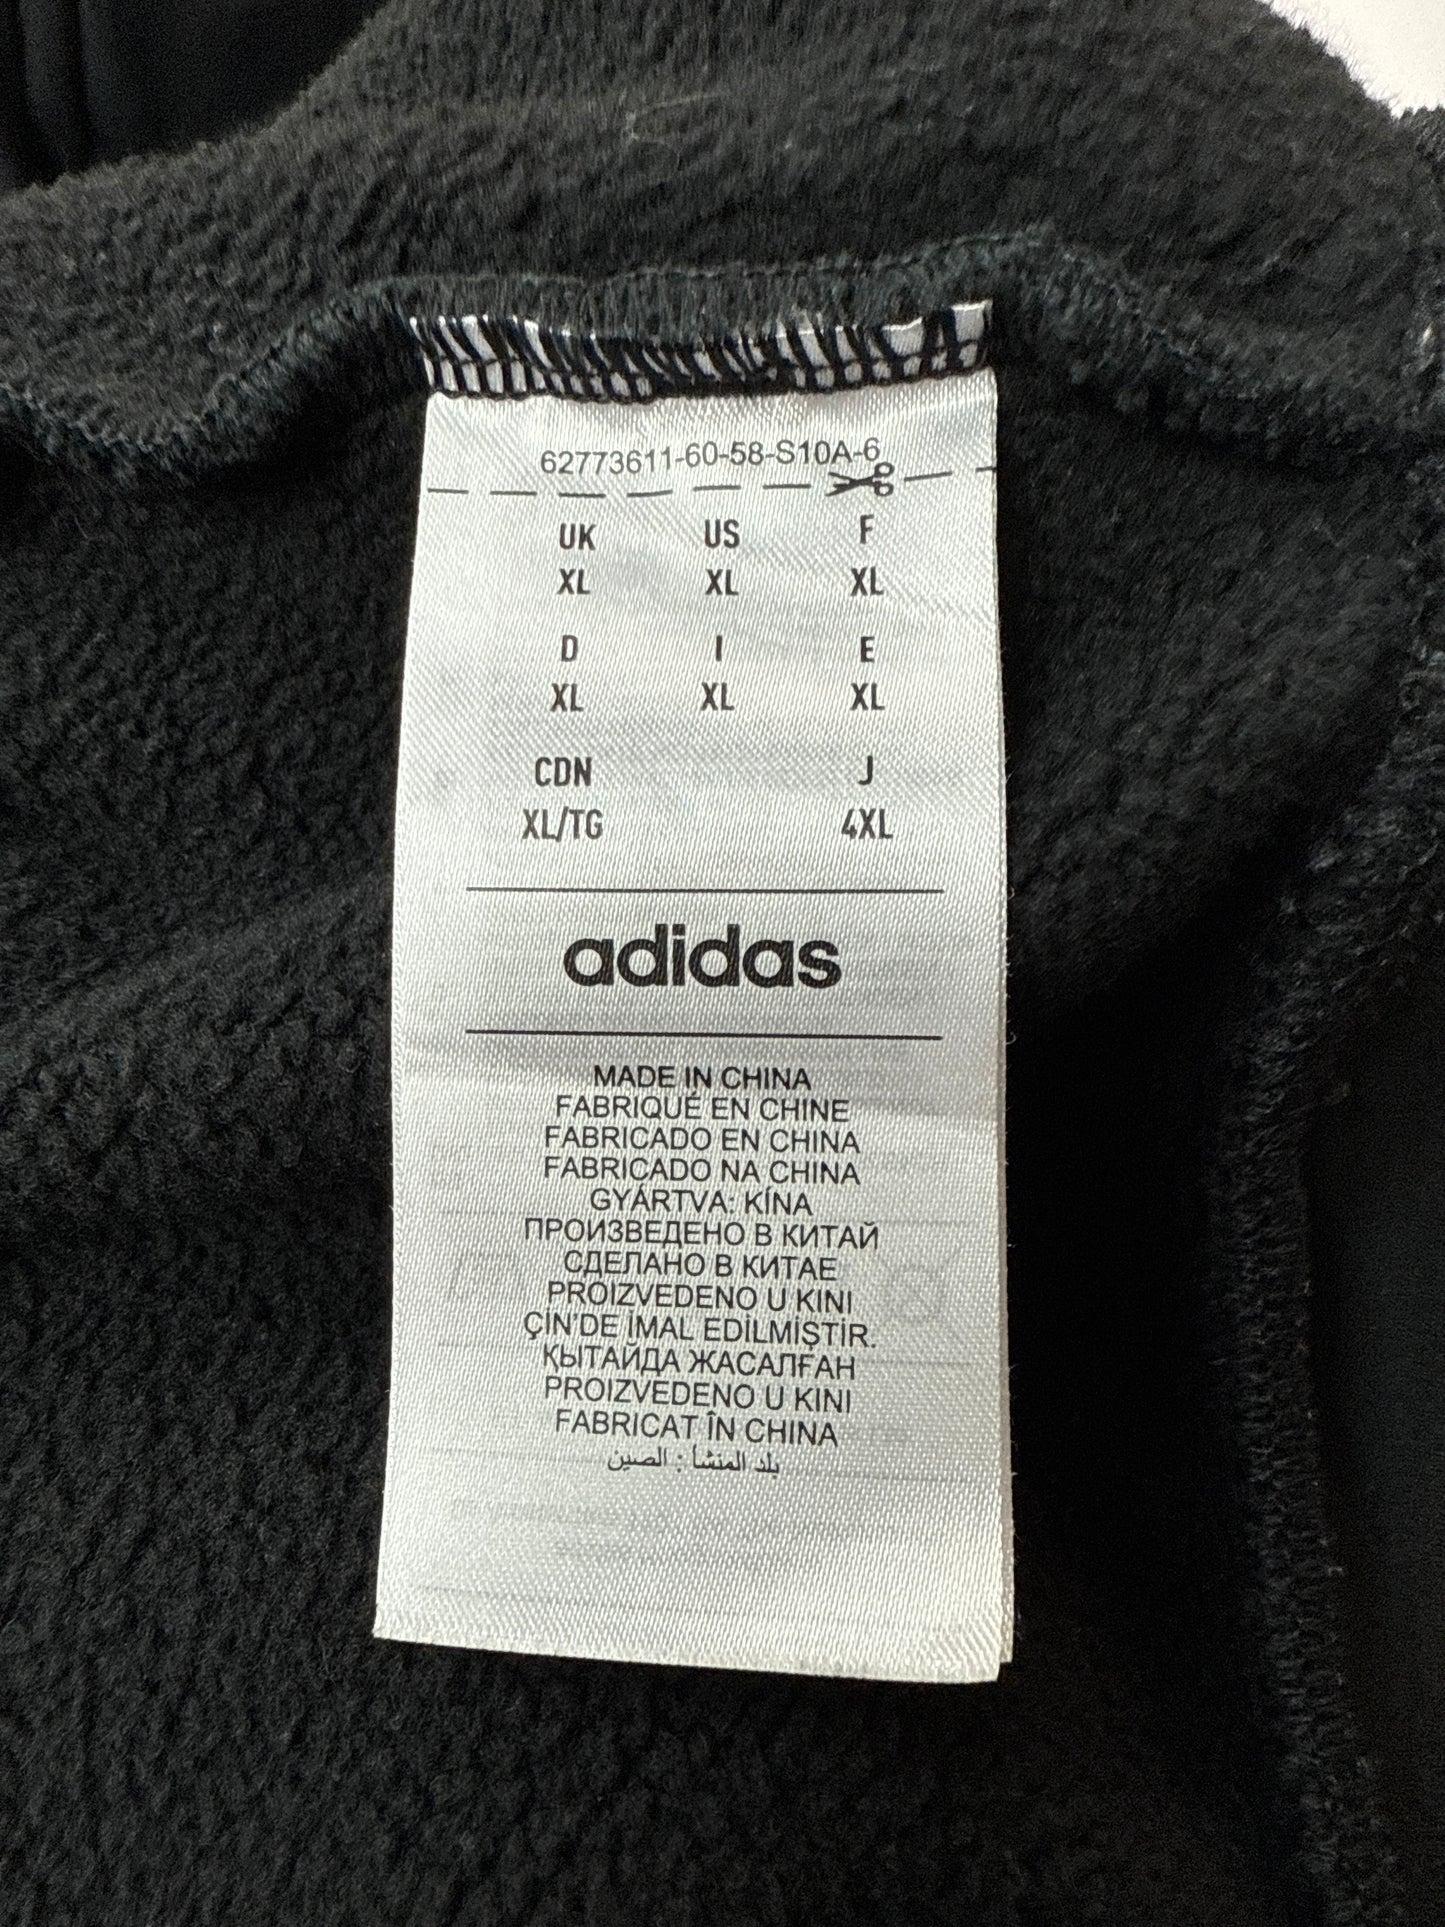 62773611-60-58-S10A-6
UK US F
XL XL XL
D I E
XL XL XL
CDN J
XL/TG 4XL
adidas
MADE IN CHINA
FABRIQUÉ EN CHINE
FABRICADO EN CHINA
FABRICADO NA CHINA
GYÁRTVA: KÍNA
ПРОИЗВЕДЕНО В КИТАЙ
СДЕЛАНО В КИТАЕ
PROIZVEDENO U KINI
ÇİN'DE İMAL EDİLMİŞTİR.
ҚЫТАЙДА ЖАСАЛҒАН
PROIZVEDENO U KINI
FABRICAT ÎN CHINA
بلد المنشأ: الصين